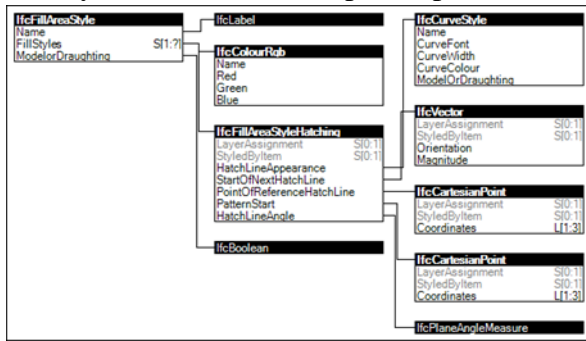 IfcFillAreaStyle
Name
FillStyles S[1:?]
ModelorDraughting
IfcLabel
IfcColourRgb
Name
Red
Green
Blue
IfcFillAreaStyleHatching
LayerAssignment S[0:1]
StyledByItem S[0:1]
HatchLineAppearance
StartOfNextHatchLine
PointOfReferenceHatchLine
PatternStart
HatchLineAngle
IfcBoolean
IfcCurveStyle
Name
CurveFont
CurveWidth
CurveColour
ModelOrDraughting
IfcVector
LayerAssignment S[0:1]
StyledByItem S[0:1]
Orientation
Magnitude
IfcCartesianPoint
LayerAssignment S[0:1]
StyledByItem S[0:1]
Coordinates L[1:3]
IfcCartesianPoint
LayerAssignment S[0:1]
StyledByItem S[0:1]
Coordinates L[1:3]
IfcPlaneAngleMeasure